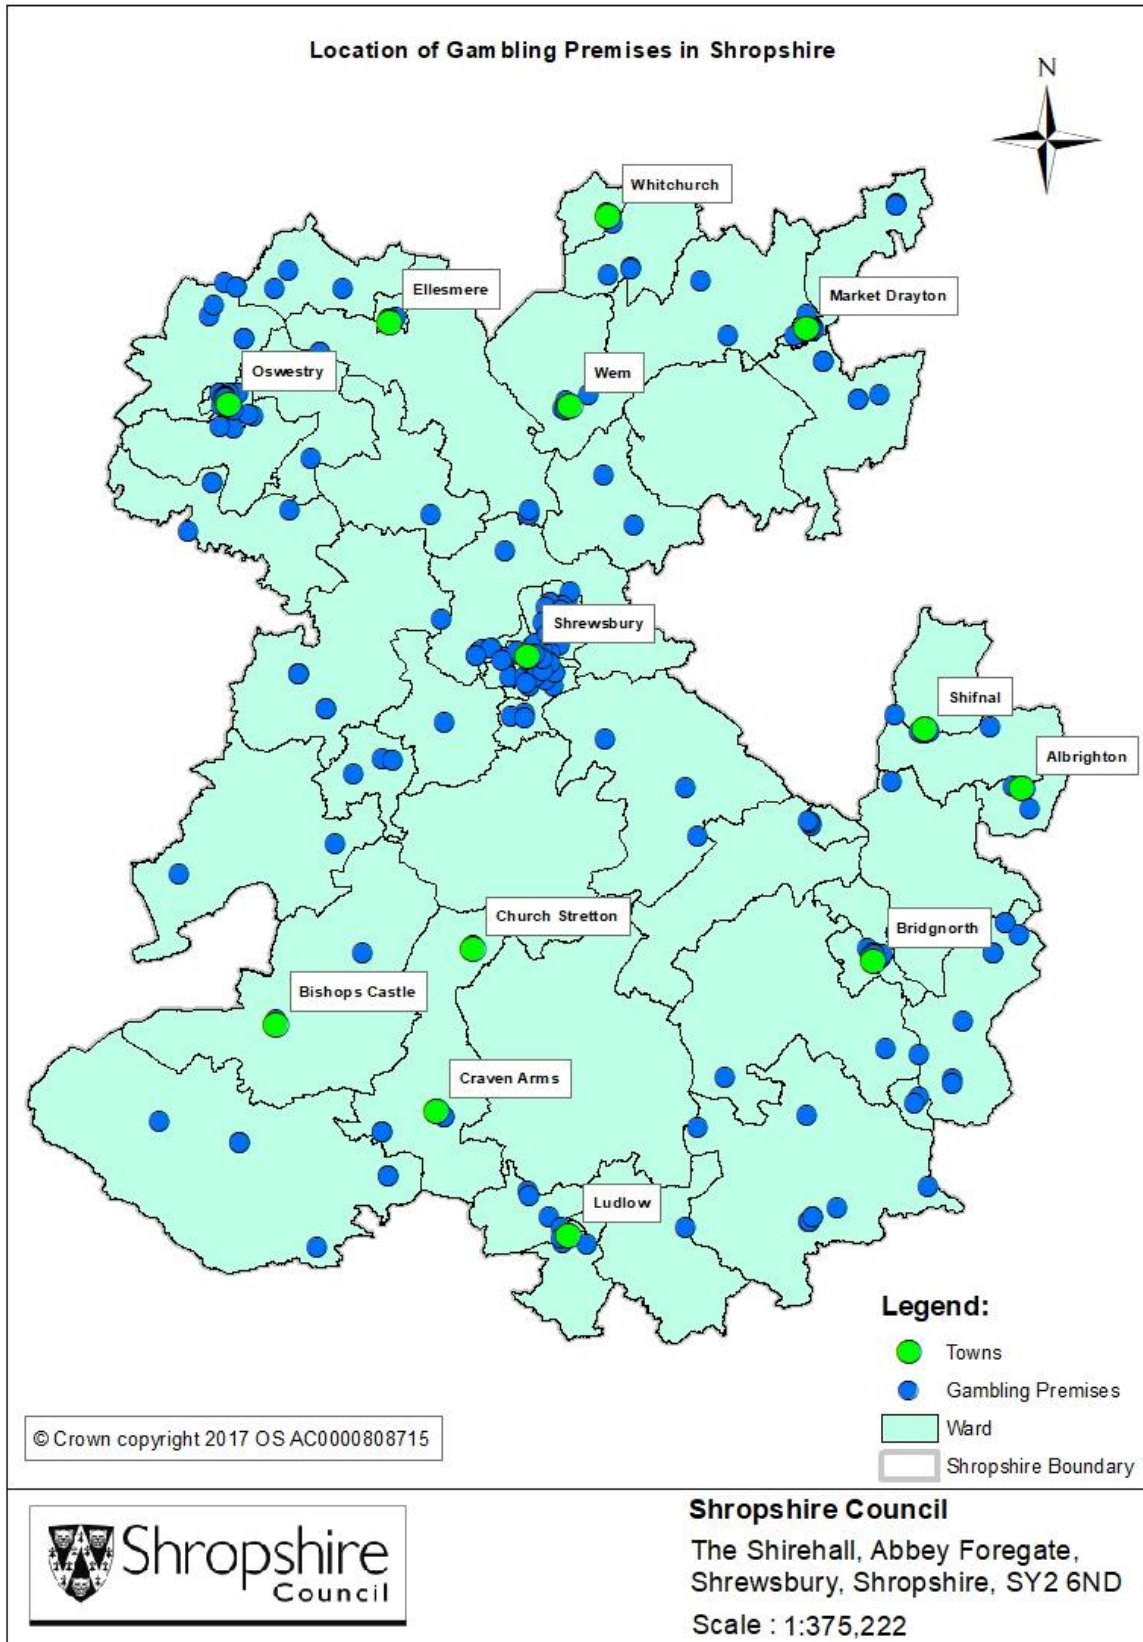 Location of Gambling Premises in Shropshire
N
Whitchurch
Ellesmere
Market Drayton
Oswestry
Wem
Shrewsbury
Shifnal
Albrighton
Church Stretton
Bridgnorth
Bishops Castle
Craven Arms
Ludlow
Legend:
Towns
Gambling Premises
Ward
Shropshire Boundary
© Crown copyright 2017 OS AC0000808715
Shropshire
Council
Shropshire Council
The Shirehall, Abbey Foregate,
Shrewsbury, Shropshire, SY2 6ND
Scale : 1:375,222